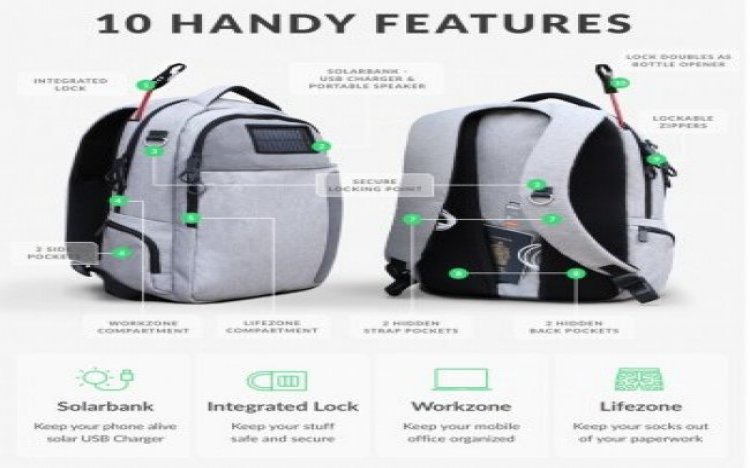 10 HANDY FEATURES
INTEGRATED
LOCK
SOLARBANK -
USB CHARGER &
PORTABLE SPEAKER
LOCK DOUBLES AS
BOTTLE OPENER
LOCKABLE
ZIPPERS
SECURE
LOCKING POINT
2 SIDE
POCKETS
WORKZONE
COMPARTMENT
LIFEZONE
COMPARTMENT
2 HIDDEN
STRAP POCKETS
2 HIDDEN
BACK POCKETS
Solarbank
Keep your phone alive
solar USB Charger
Integrated Lock
Keep your stuff
safe and secure
Workzone
Keep your mobile
office organized
Lifezone
Keep your socks out
of your paperwork